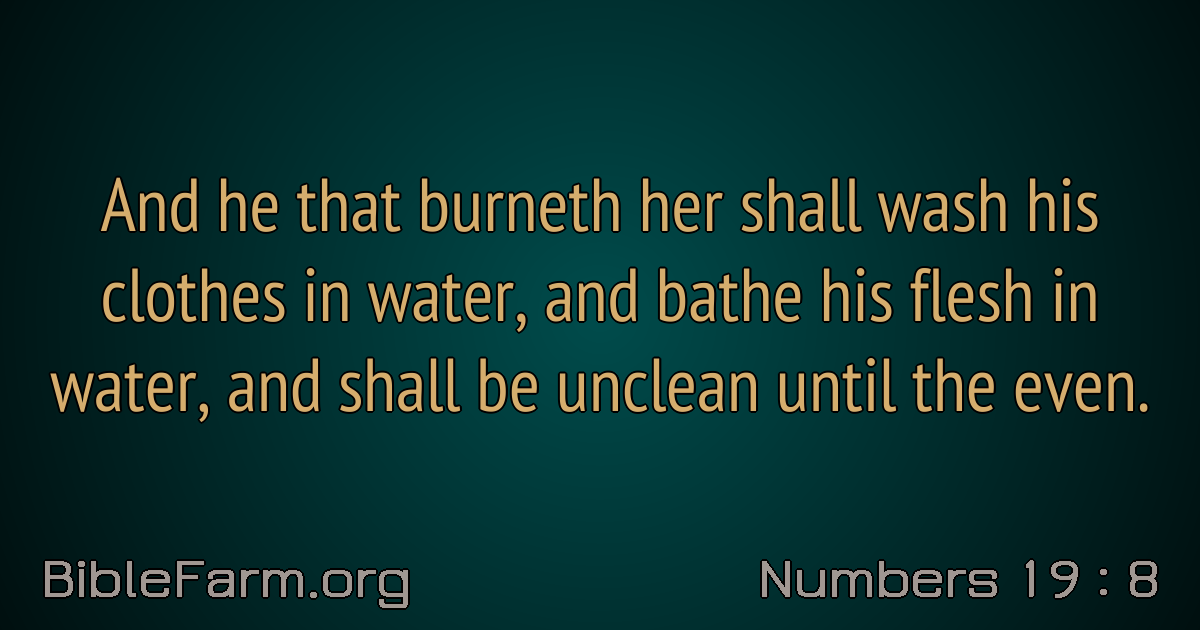 And he that burneth her shall wash his
clothes in water, and bathe his flesh in
water, and shall be unclean until the even.
BibleFarm.org
Numbers 19 : 8